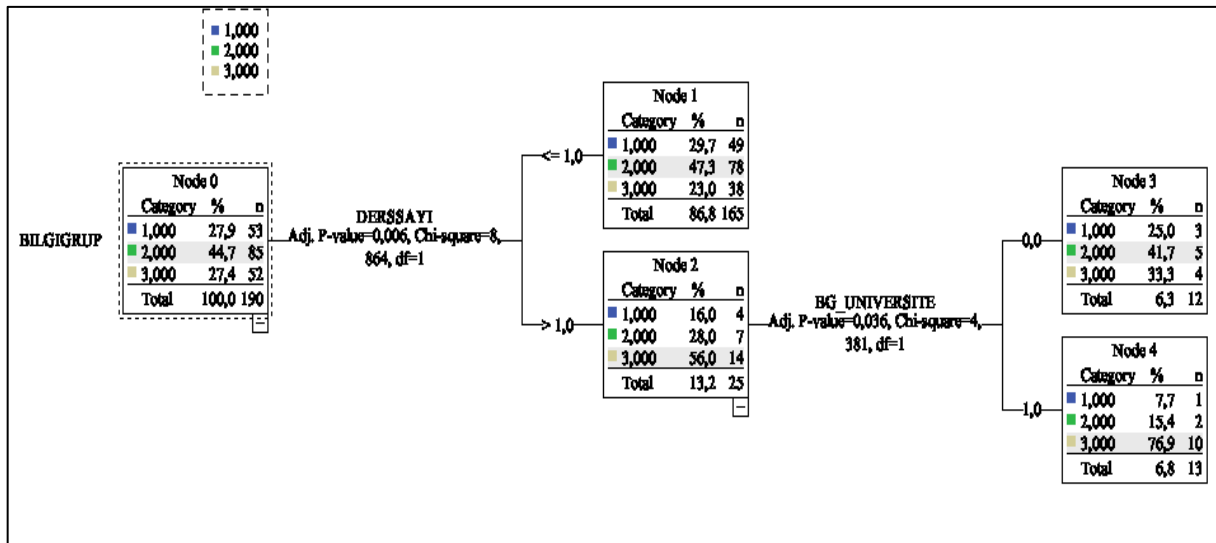 1,000
2,000
3,000
BILGIGRUP
Node 0
Category % n
1,000 27,9 53
2,000 44,7 85
3,000 27,4 52
Total 100,0 190
DERSSAYI
Adj. P-value=0,006, Chi-square=8,
864, df=1
<= 1,0
Node 1
Category % n
1,000 29,7 49
2,000 47,3 78
3,000 23,0 38
Total 86,8 165
> 1,0
Node 2
Category % n
1,000 16,0 4
2,000 28,0 7
3,000 56,0 14
Total 13,2 25
BG_UNIVERSITE
Adj. P-value=0,036, Chi-square=4,
381, df=1
0,0
Node 3
Category % n
1,000 25,0 3
2,000 41,7 5
3,000 33,3 4
Total 6,3 12
1,0
Node 4
Category % n
1,000 7,7 1
2,000 15,4 2
3,000 76,9 10
Total 6,8 13